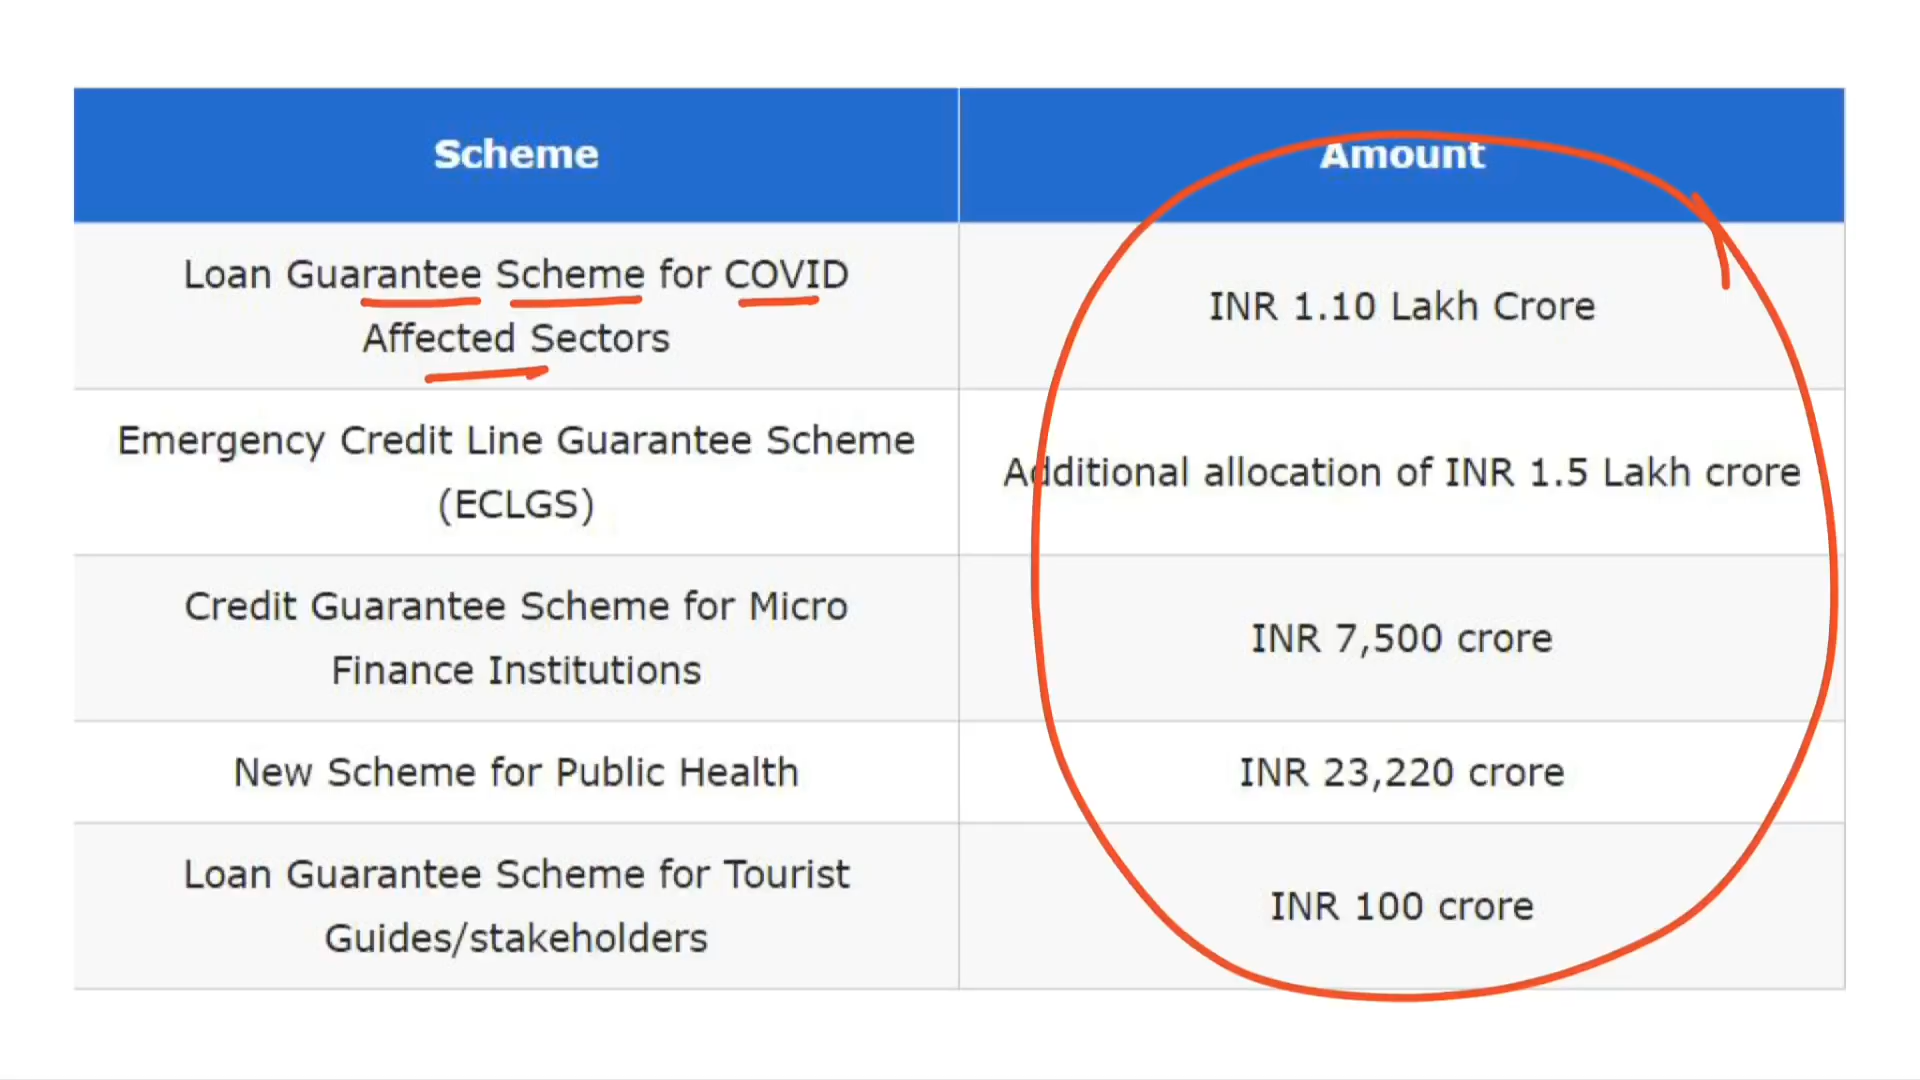 Scheme
Amount
Loan Guarantee Scheme for COVID
Affected Sectors
INR 1.10 Lakh Crore
Emergency Credit Line Guarantee Scheme
(ECLGS)
Additional allocation of INR 1.5 Lakh crore
Credit Guarantee Scheme for Micro
Finance Institutions
INR 7,500 crore
New Scheme for Public Health
INR 23,220 crore
Loan Guarantee Scheme for Tourist
Guides/stakeholders
INR 100 crore